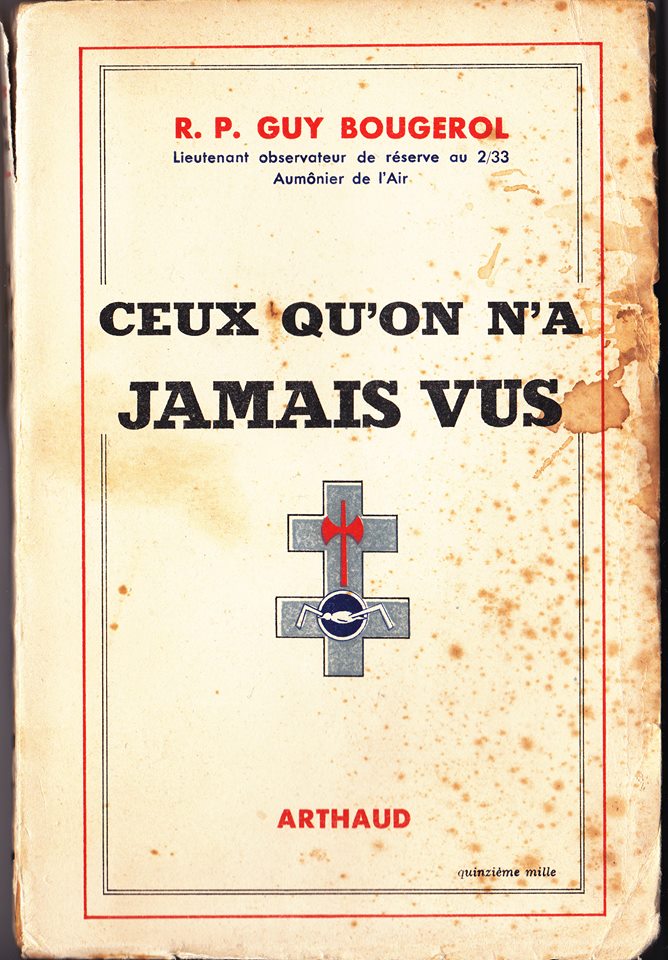 R. P. GUY BOUGEROL
Lieutenant observateur de réserve au 2/33
Aumônier de l'Air
CEUX QU'ON N'A
JAMAIS VUS
ARTHAUD
quinzième mille